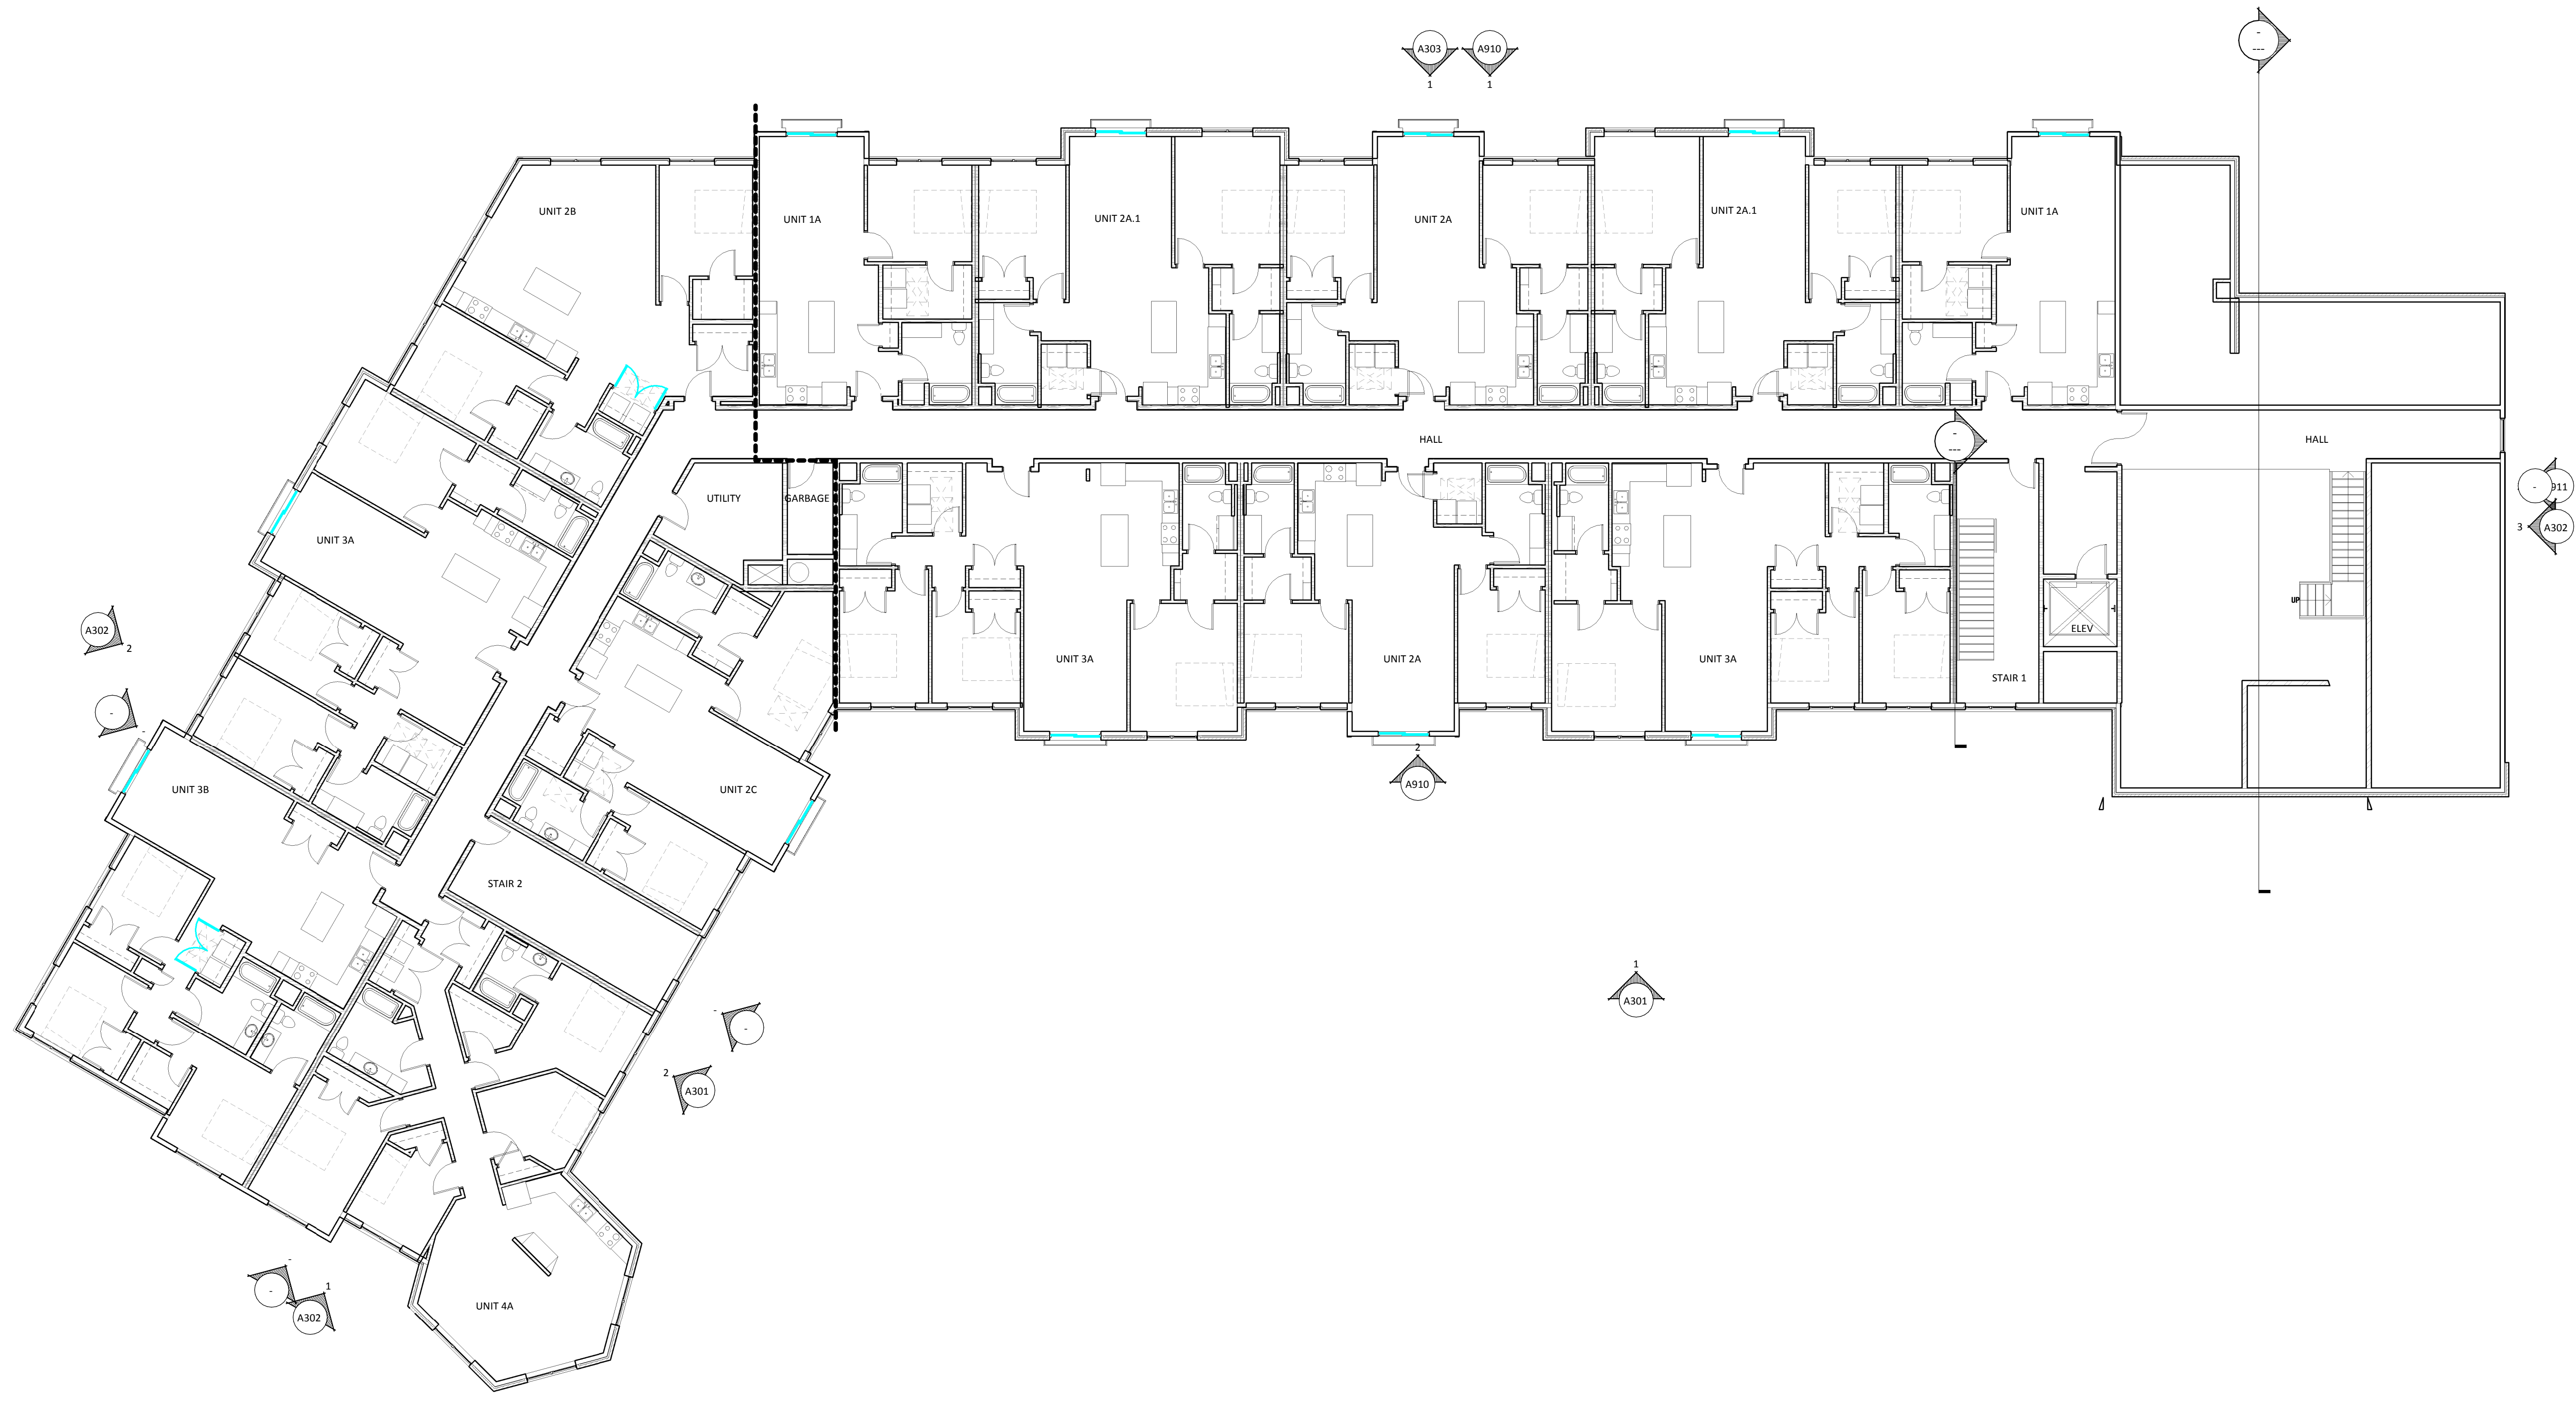 -
---
A303
A910
1
1
UNIT 2B
UNIT 1A
UNIT 2A.1
UNIT 2A
UNIT 2A.1
UNIT 1A
HALL
-
---
HALL
UTILITY
GARBAGE
-
911
3
A302
UNIT 3A
UP
A302
2
ELEV
UNIT 3A
UNIT 2A
UNIT 3A
STAIR 1
-
-
2
A910
UNIT 3B
UNIT 2C
STAIR 2
1
A301
-
-
2
A301
-
-
1
A302
UNIT 4A